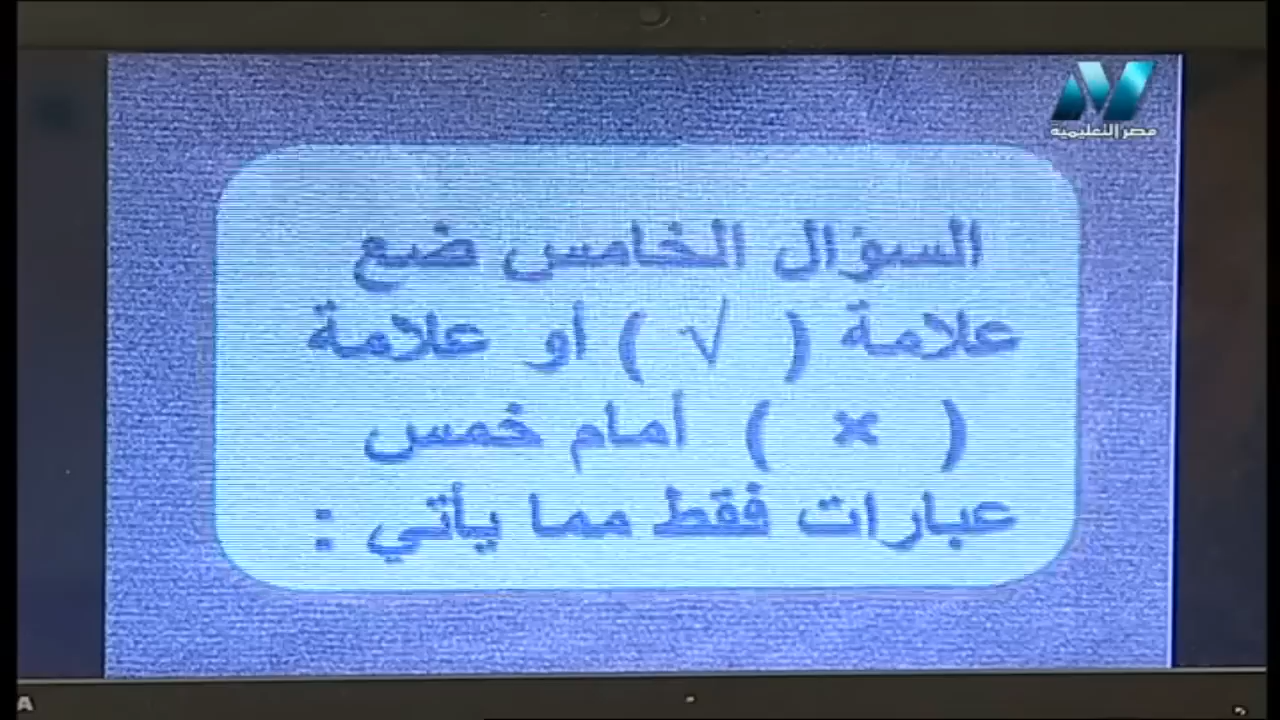 مصر التعليمية
السؤال الخامس ضع
علامة ( √ ) أو علامة
( × ) أمام خمس
عبارات فقط مما يأتي :